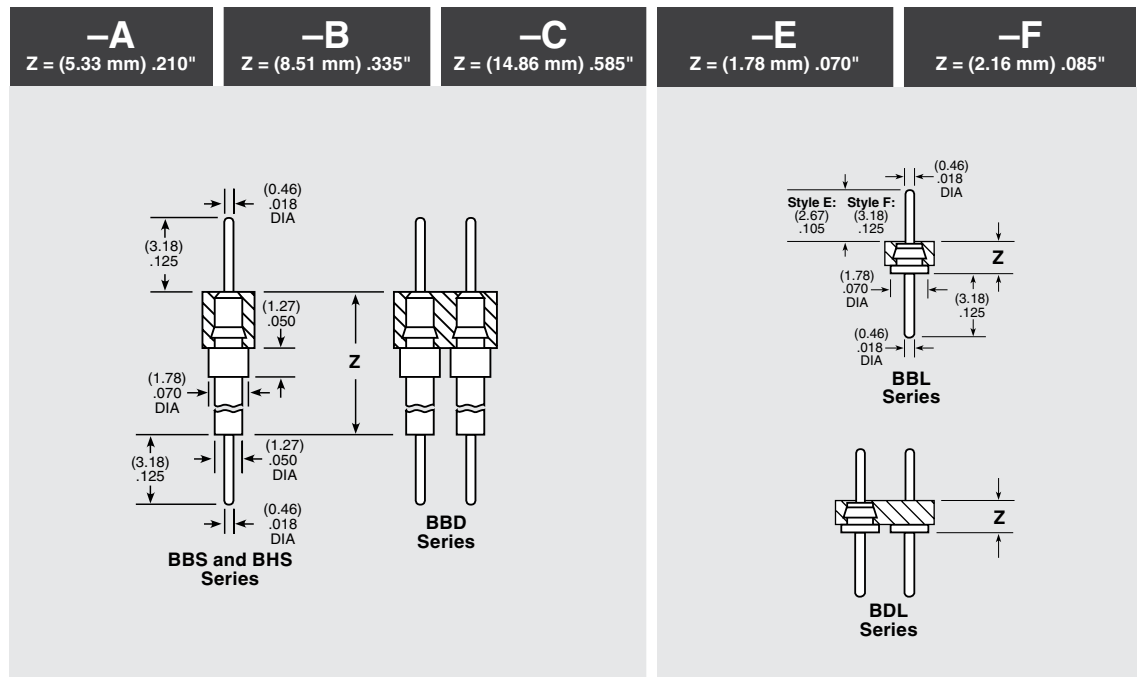 –A
Z = (5.33 mm) .210"
–B
Z = (8.51 mm) .335"
–C
Z = (14.86 mm) .585"
–E
Z = (1.78 mm) .070"
–F
Z = (2.16 mm) .085"
(0.46)
.018
DIA
(3.18)
.125
(1.27)
.050
Z
(1.78)
.070
DIA
(3.18)
.125
(1.27)
.050
DIA
(0.46)
.018
DIA
BBS and BHS
Series
BBD
Series
(0.46)
.018
DIA
Style E:
(2.67)
.105
Style F:
(3.18)
.125
Z
(1.78)
.070
DIA
(3.18)
.125
(0.46)
.018
DIA
BBL
Series
Z
BDL
Series